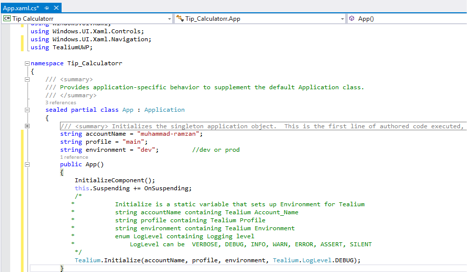 App.xaml.cs*
Tip Calculatorr
Tip_Calculatorr.App
App()
using Windows.UI.Xaml.Controls;
using Windows.UI.Xaml.Navigation;
using TealiumUWP;
namespace Tip_Calculatorr
{
/// <summary>
/// Provides application-specific behavior to supplement the default Application class.
/// </summary>
3 references
sealed partial class App : Application
{
/// <summary> Initializes the singleton application object.  This is the first line of authored code executed,
string accountName = "muhammad-ramzan";
string profile = "main";
string environment = "dev";          //dev or prod
1 reference
public App()
{
InitializeComponent();
this.Suspending += OnSuspending;
/*
*          Initialize is a static variable that sets up Environment for Tealium
*          string accountName containing Tealium Account_Name
*          string profile containing Tealium Profile
*          string environment containing Tealium Environment
*          enum LogLevel containing Logging level
*              LogLevel can be  VERBOSE, DEBUG, INFO, WARN, ERROR, ASSERT, SILENT
*/
Tealium.Initialize(accountName, profile, environment, Tealium.LogLevel.DEBUG);
}